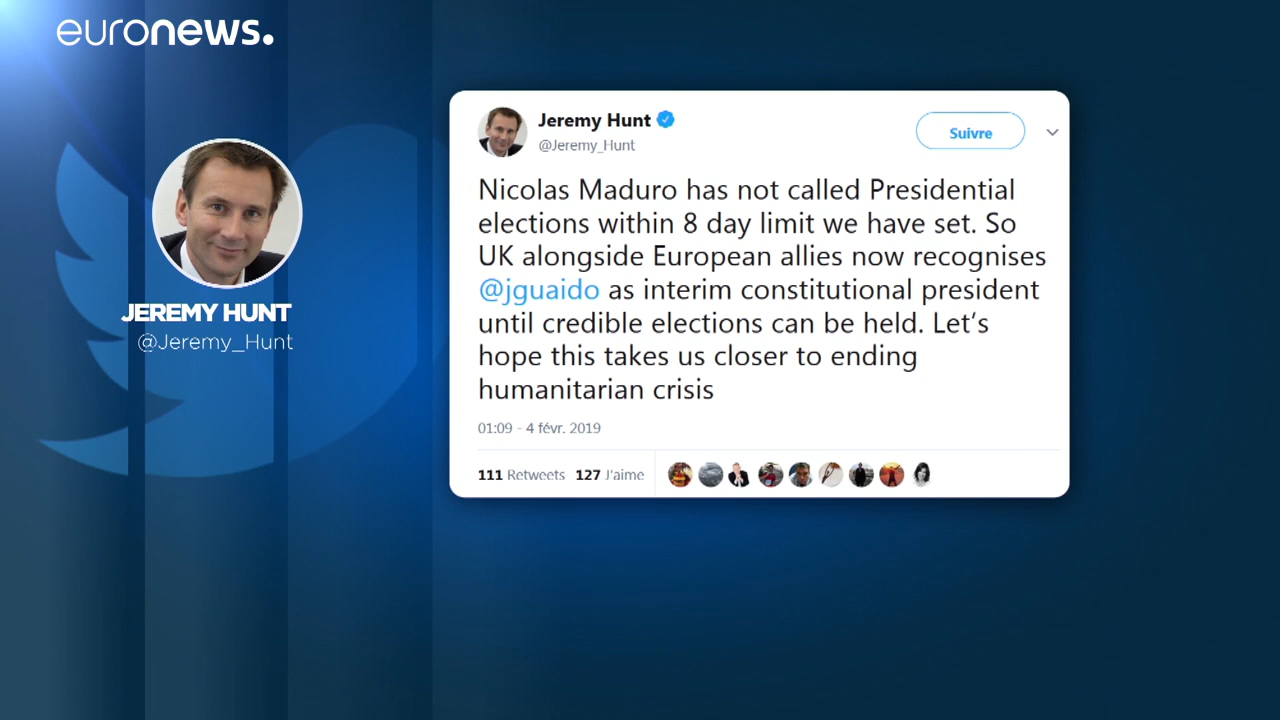 euronews.
JEREMY HUNT
@Jeremy_Hunt
Jeremy Hunt
@Jeremy_Hunt
Suivre
Nicolas Maduro has not called Presidential
elections within 8 day limit we have set. So
UK alongside European allies now recognises
@jguaido as interim constitutional president
until credible elections can be held. Let‘s
hope this takes us closer to ending
humanitarian crisis
01:09 - 4 févr. 2019
111 Retweets 127 J'aime